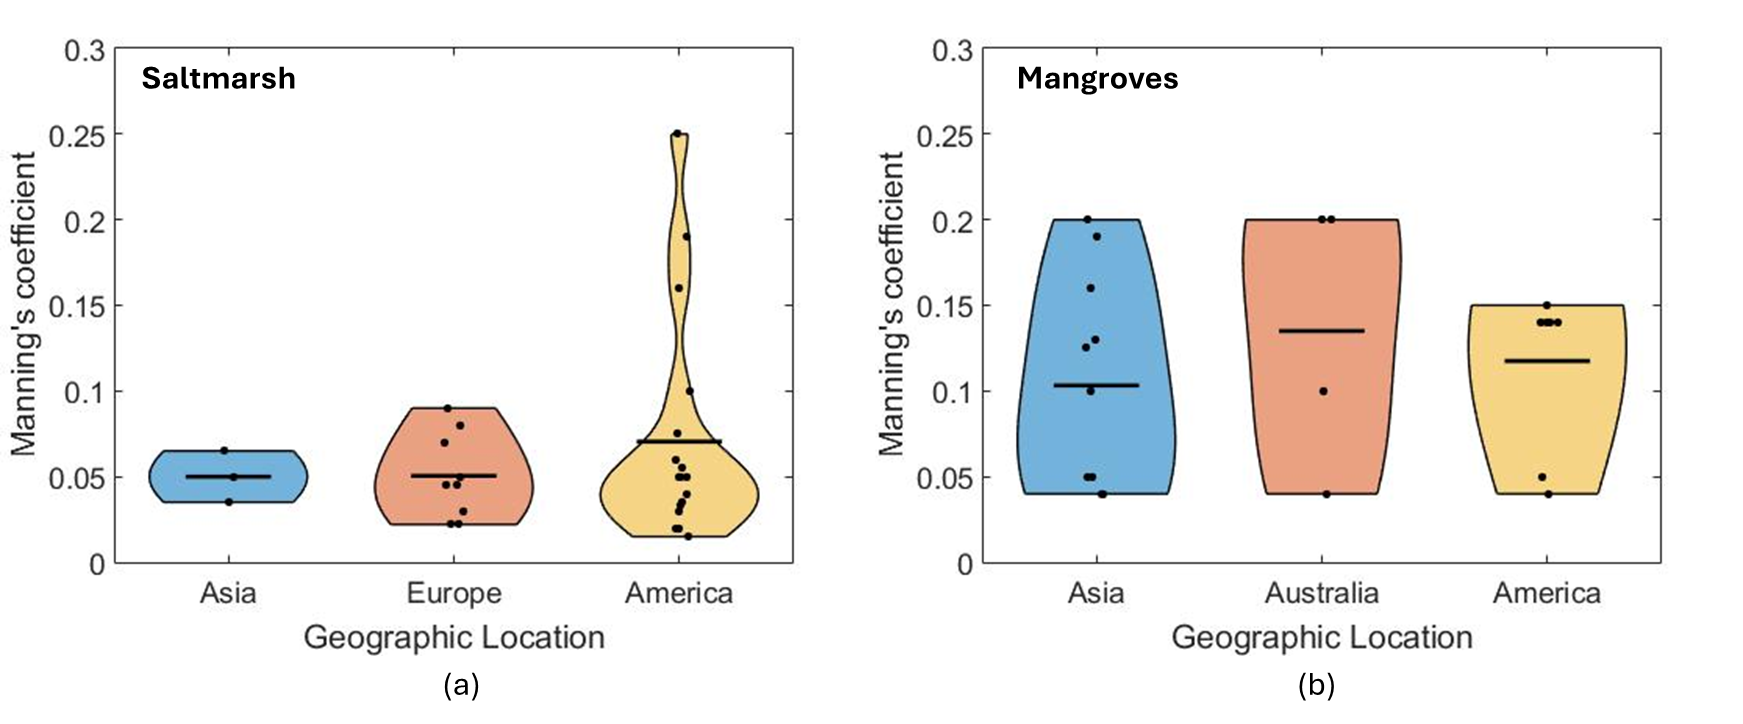 Saltmarsh
Manning's coefficient
0.3
0.25
0.2
0.15
0.1
0.05
0
Asia Europe America
Geographic Location
(a)
Mangroves
Manning's coefficient
0.3
0.25
0.2
0.15
0.1
0.05
0
Asia Australia America
Geographic Location
(b)